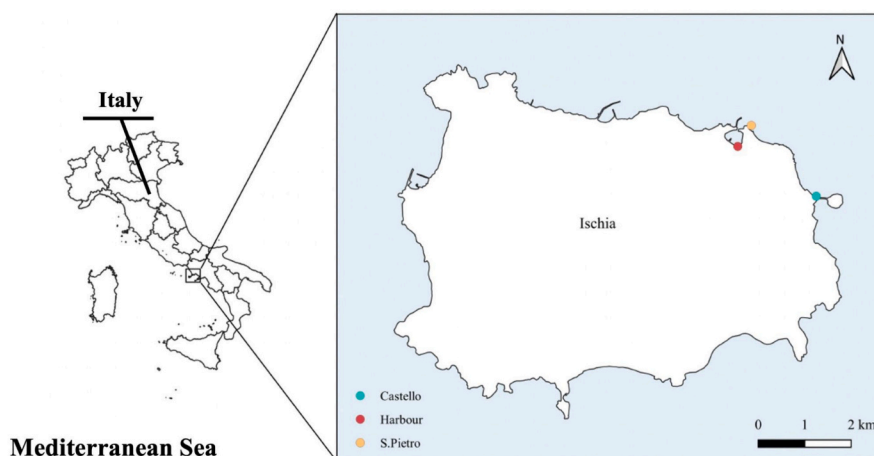 Italy
Mediterranean Sea
N
Ischia
Castello
Harbour
S.Pietro
0 1 2 km